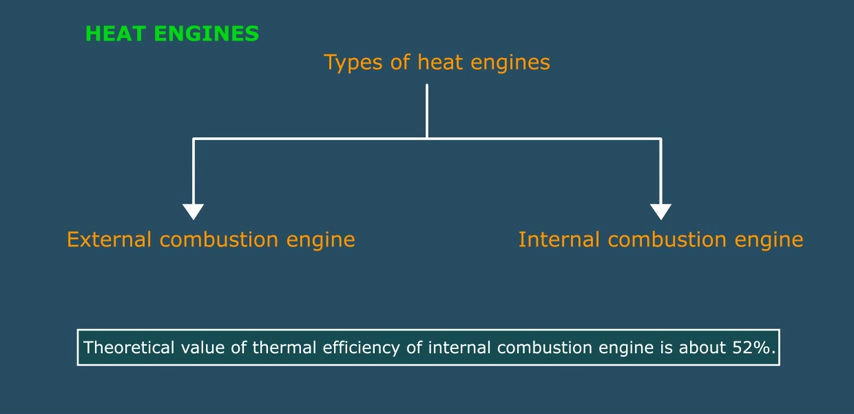 HEAT ENGINES
Types of heat engines
External combustion engine
Internal combustion engine
Theoretical value of thermal efficiency of internal combustion engine is about 52%.